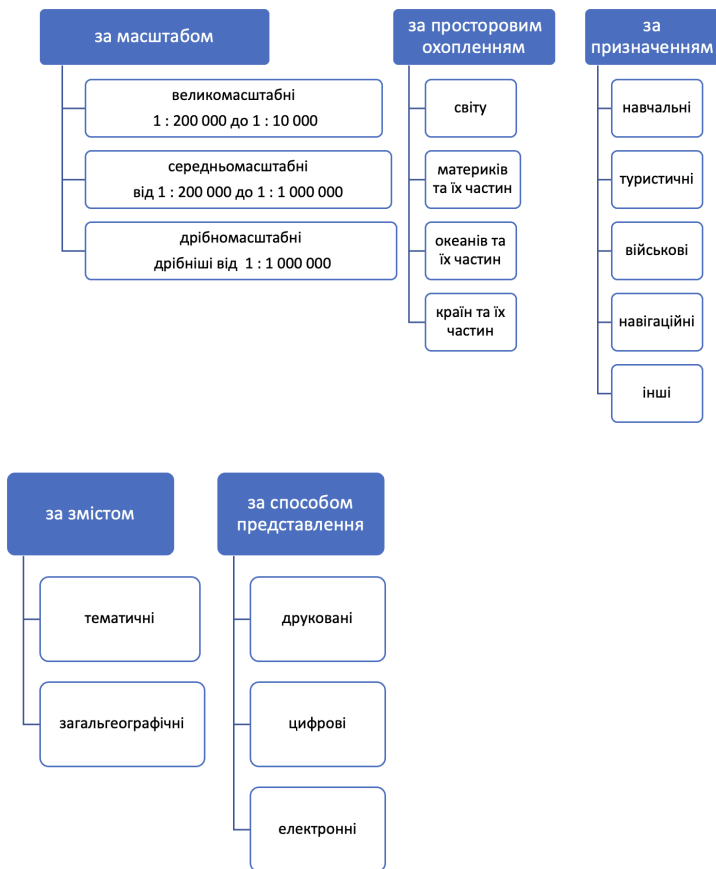 за масштабом
великомасштабні
1 : 200 000 до 1 : 10 000
середньомасштабні
від 1 : 200 000 до 1 : 1 000 000
дрібномасштабні
дрібніші від 1 : 1 000 000
за просторовим
охопленням
світу
материків
та їх частин
океанів та
їх частин
країн та їх
частин
за
призначенням
навчальні
туристичні
військові
навігаційні
інші
за змістом
тематичні
загальгеографічні
за способом
представлення
друковані
цифрові
електронні